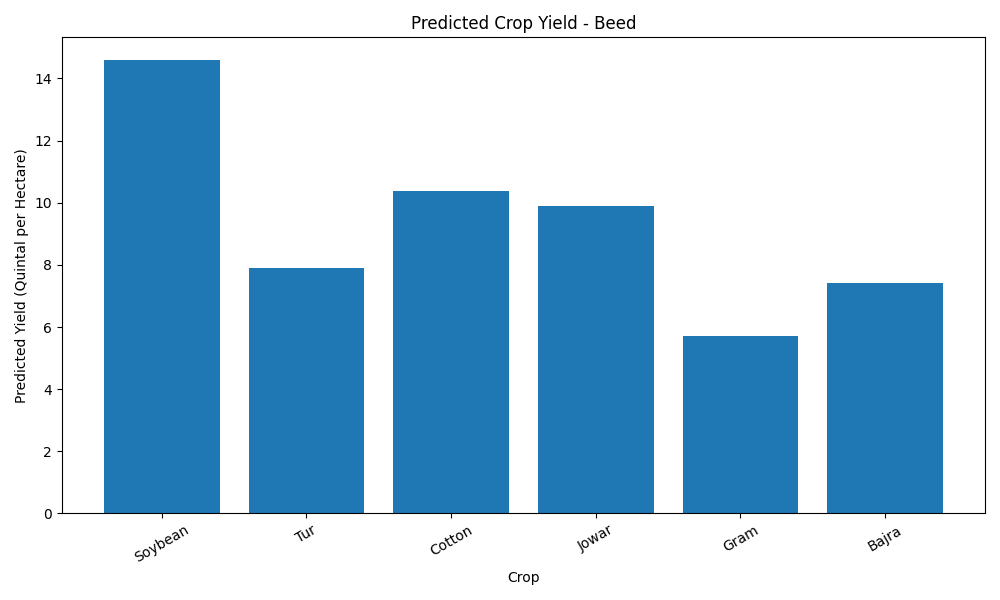 Predicted Crop Yield - Beed
Predicted Yield (Quintal per Hectare)
14
12
10
8
6
4
2
0
Soybean
Tur
Cotton
Jowar
Gram
Bajra
Crop